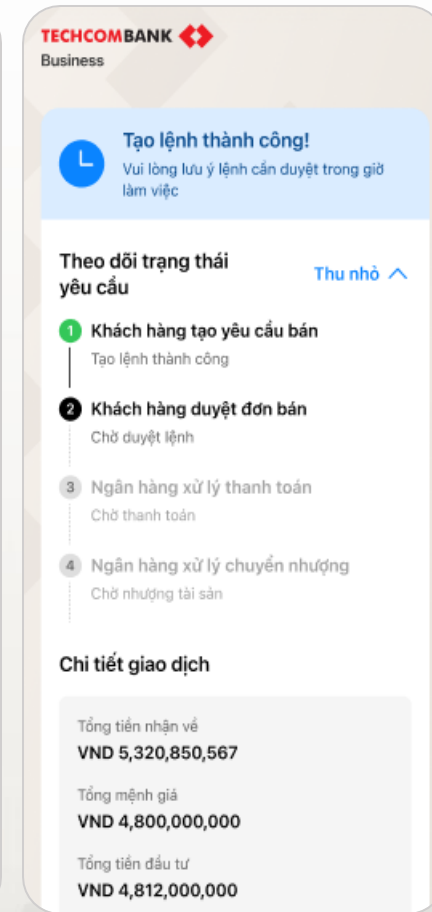 TECHCOMBANK
Business
Tạo lệnh thành công!
Vui lòng lưu ý lệnh cần duyệt trong giờ
làm việc
Theo dõi trạng thái
yêu cầu
Thu nhỏ
1 Khách hàng tạo yêu cầu bán
Tạo lệnh thành công
2 Khách hàng duyệt đơn bán
Chờ duyệt lệnh
3 Ngân hàng xử lý thanh toán
Chờ thanh toán
4 Ngân hàng xử lý chuyển nhượng
Chờ nhượng tài sản
Chi tiết giao dịch
Tổng tiền nhận về
VND 5,320,850,567
Tổng mệnh giá
VND 4,800,000,000
Tổng tiền đầu tư
VND 4,812,000,000